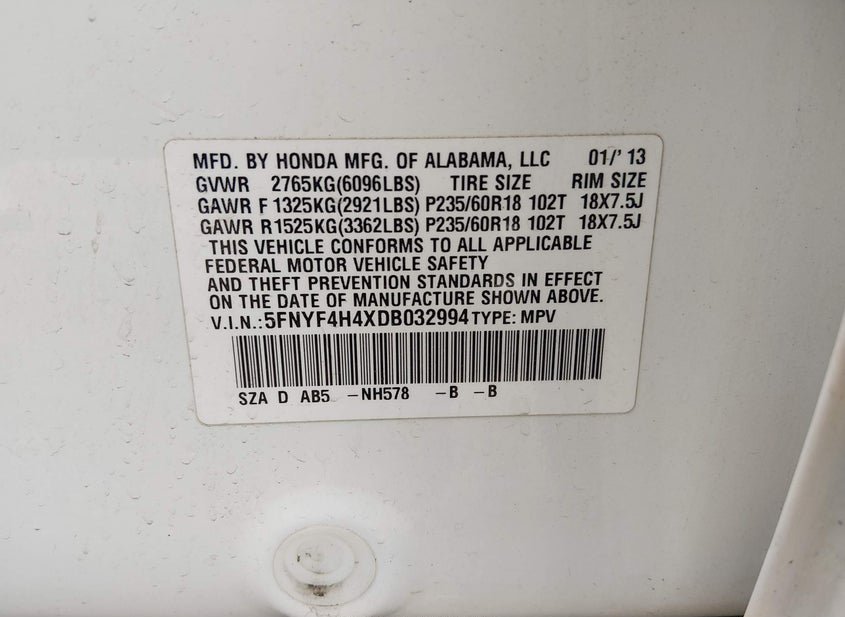 MFD. BY HONDA MFG. OF ALABAMA, LLC 01/' 13
GVWR 2765KG(6096LBS) TIRE SIZE RIM SIZE
GAWR F 1325KG(2921LBS) P235/60R18 102T 18X7.5J
GAWR R1525KG(3362LBS) P235/60R18 102T 18X7.5J
THIS VEHICLE CONFORMS TO ALL APPLICABLE
FEDERAL MOTOR VEHICLE SAFETY
AND THEFT PREVENTION STANDARDS IN EFFECT
ON THE DATE OF MANUFACTURE SHOWN ABOVE.
V.I.N.:5FNYF4H4XDB032994 TYPE: MPV
SZA D AB5 –NH578 –B –B